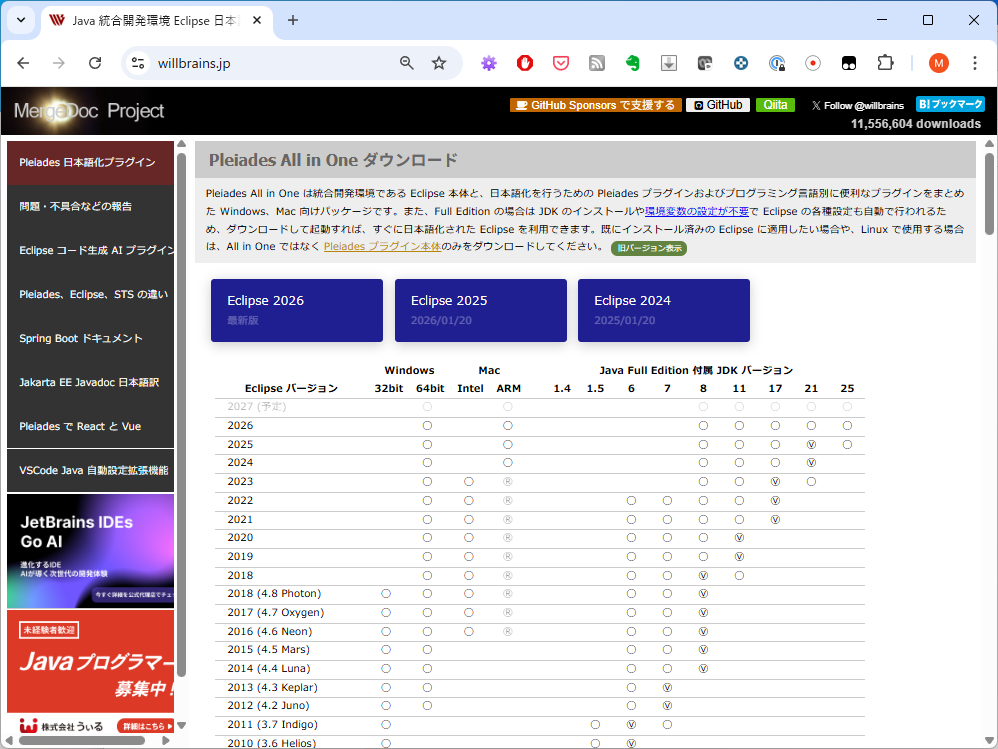 Java 統合開発環境 Eclipse 日本
willbrains.jp
M
MergeDoc Project
GitHub Sponsors で支援する
GitHub
Qiita
X Follow @willbrains
B!ブックマーク
11,556,604 downloads
Pleiades 日本語化プラグイン
問題・不具合などの報告
Eclipse コード生成 AI プラグイン
Pleiades、Eclipse、STS の違い
Spring Boot ドキュメント
Jakarta EE Javadoc 日本語訳
Pleiades で React と Vue
VSCode Java 自動設定拡張機能
JetBrains IDEs
Go AI
進化するIDE
AIが導く次世代の開発体験
今すぐ詳細を公式代理店でチェ
未経験者歓迎
Javaプログラマー
募集中!
株式会社うぃる
詳細はこちら
Pleiades All in One ダウンロード
Pleiades All in One は統合開発環境である Eclipse 本体と、日本語化を行うための Pleiades プラグインおよびプログラミング言語別に便利なプラグインをまとめ
た Windows、Mac 向けパッケージです。また、Full Edition の場合は JDK のインストールや環境変数の設定が不要で Eclipse の各種設定も自動で行われるた
め、ダウンロードして起動すれば、すぐに日本語化された Eclipse を利用できます。既にインストール済みの Eclipse に適用したい場合や、Linux で使用する場合
は、All in One ではなく Pleiades プラグイン本体のみをダウンロードしてください。 旧バージョン表示
Eclipse 2026
最新版
Eclipse 2025
2026/01/20
Eclipse 2024
2025/01/20
Windows Mac Java Full Edition 付属 JDK バージョン
Eclipse バージョン 32bit 64bit Intel ARM 1.4 1.5 6 7 8 11 17 21 25
2027 (予定) ○ ○ ○ ○ ○ ○ ○
2026 ○ ○ ○ ○ ○ ○ ○
2025 ○ ○ ○ ○ ○ Ⓥ ○
2024 ○ ○ ○ ○ ○ Ⓥ
2023 ○ ○ Ⓡ ○ ○ Ⓥ ○
2022 ○ ○ Ⓡ ○ ○ ○ ○ Ⓥ
2021 ○ ○ Ⓡ ○ ○ ○ ○ Ⓥ
2020 ○ ○ Ⓡ ○ ○ ○ Ⓥ
2019 ○ ○ Ⓡ ○ ○ ○ Ⓥ
2018 ○ ○ Ⓡ ○ ○ Ⓥ ○
2018 (4.8 Photon) ○ ○ ○ Ⓡ ○ ○ Ⓥ
2017 (4.7 Oxygen) ○ ○ ○ Ⓡ ○ ○ Ⓥ
2016 (4.6 Neon) ○ ○ ○ Ⓡ ○ ○ Ⓥ
2015 (4.5 Mars) ○ ○ ○ ○ Ⓥ
2014 (4.4 Luna) ○ ○ ○ ○ Ⓥ
2013 (4.3 Keplar) ○ ○ ○ Ⓥ
2012 (4.2 Juno) ○ ○ ○ Ⓥ
2011 (3.7 Indigo) ○ ○ Ⓥ ○
2010 (3.6 Helios) ○ ○ Ⓥ